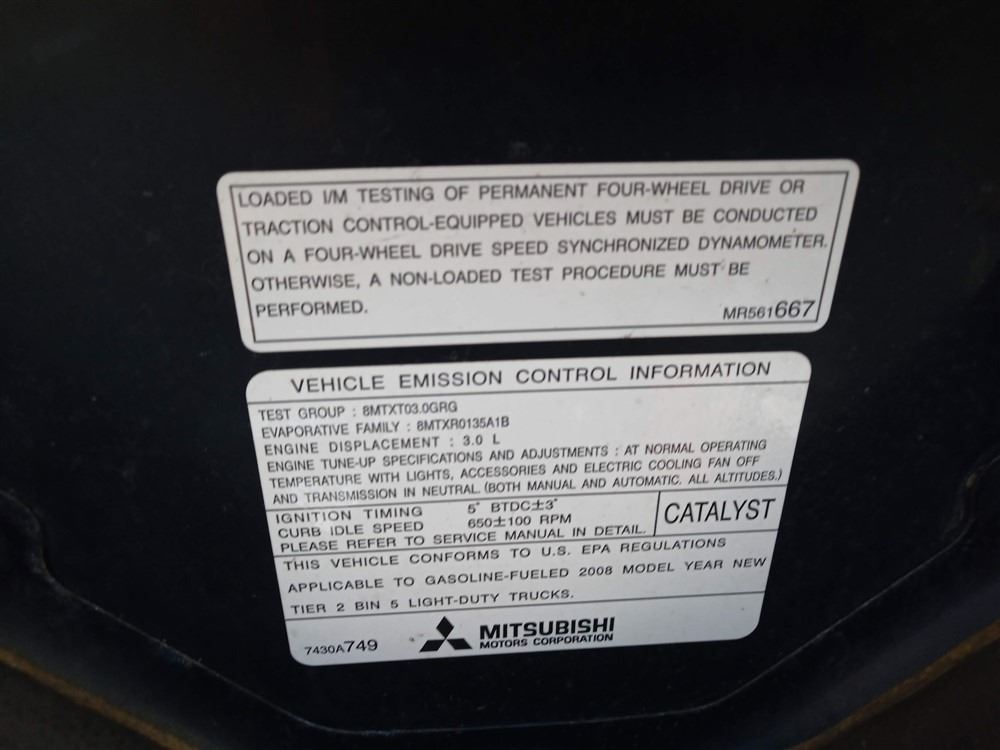 LOADED I/M TESTING OF PERMANENT FOUR-WHEEL DRIVE OR
TRACTION CONTROL-EQUIPPED VEHICLES MUST BE CONDUCTED
ON A FOUR-WHEEL DRIVE SPEED SYNCHRONIZED DYNAMOMETER.
OTHERWISE, A NON-LOADED TEST PROCEDURE MUST BE
PERFORMED.
MR561667
VEHICLE EMISSION CONTROL INFORMATION
TEST GROUP : 8MTXT03.0GRG
EVAPORATIVE FAMILY : 8MTXR0135A1B
ENGINE DISPLACEMENT : 3.0 L
ENGINE TUNE-UP SPECIFICATIONS AND ADJUSTMENTS : AT NORMAL OPERATING
TEMPERATURE WITH LIGHTS, ACCESSORIES AND ELECTRIC COOLING FAN OFF
AND TRANSMISSION IN NEUTRAL. (BOTH MANUAL AND AUTOMATIC. ALL ALTITUDES.)
IGNITION TIMING 5° BTDC±3°
CURB IDLE SPEED 650±100 RPM
PLEASE REFER TO SERVICE MANUAL IN DETAIL.
CATALYST
THIS VEHICLE CONFORMS TO U.S. EPA REGULATIONS
APPLICABLE TO GASOLINE-FUELED 2008 MODEL YEAR NEW
TIER 2 BIN 5 LIGHT-DUTY TRUCKS.
7430A749
MITSUBISHI
MOTORS CORPORATION